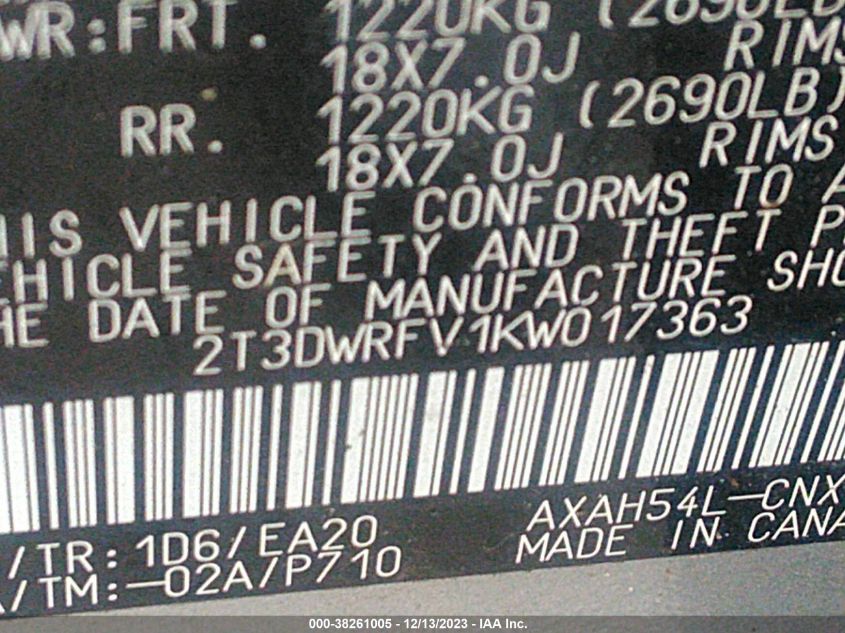 WR:FRT. 1220KG (2690LB
18X7.0J RIMS
RR. 1220KG (2690LB)
18X7.0J RIMS
HIS VEHICLE CONFORMS TO A
EHICLE SAFETY AND THEFT P
HE DATE OF MANUFACTURE SHO
2T3DWRFV1KW017363
/TR: 1D6/EA20 AXAH54L-CNX
A/TM:-02A/P710 MADE IN CANA
000-38261005 - 12/13/2023 - IAA Inc.